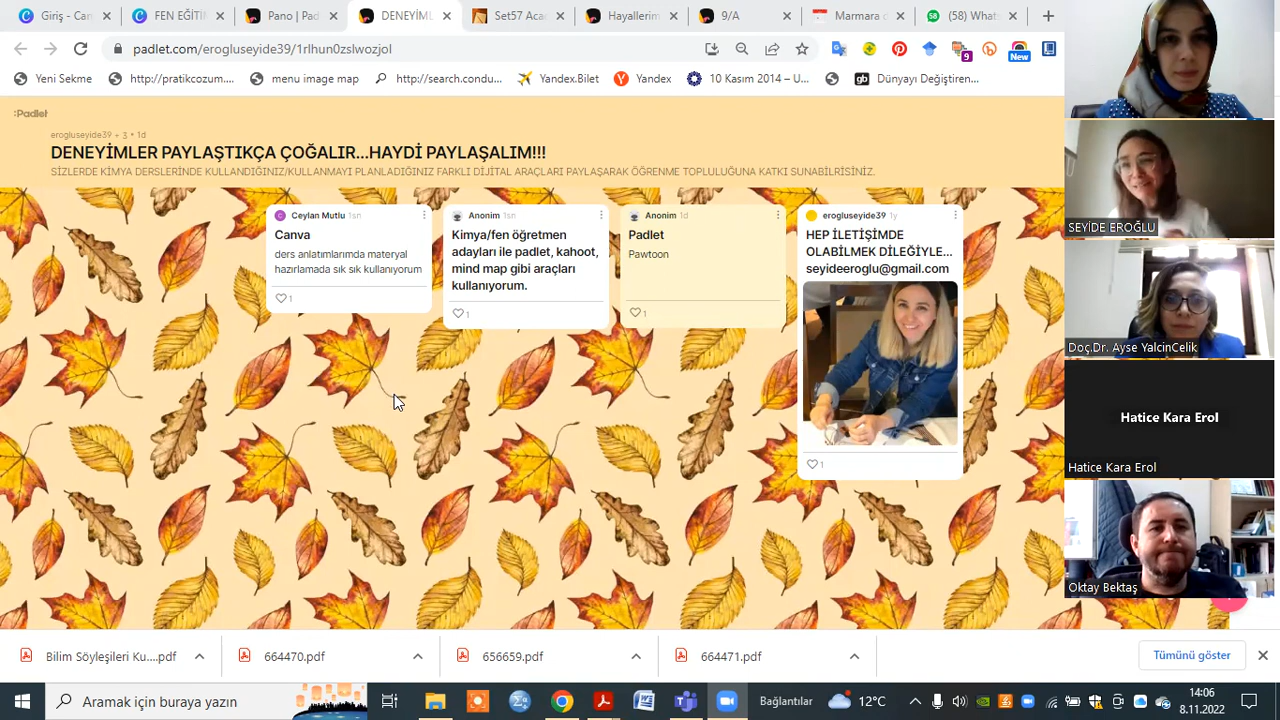 Giriş - Can
FEN EĞİTİM
Pano | Pad
DENEYİML
Set57 Aca
Hayallerim
9/A
Marmara d
(58) Whats
padlet.com/erogluseyide39/1rlhun0zslwozjol
9
New
Yeni Sekme
http://pratikcozum....
menu image map
http://search.condu...
Yandex.Bilet
Yandex
10 Kasım 2014 – U...
gb
Dünyayı Değiştiren...
:Padlet
erogluseyide39 + 3 • 1d
DENEYİMLER PAYLAŞTIKÇA ÇOĞALIR...HAYDİ PAYLAŞALIM!!!
SİZLERDE KİMYA DERSLERİNDE KULLANDIĞINIZ/KULLANMAYI PLANLADIĞINIZ FARKLI DİJİTAL ARAÇLARI PAYLAŞARAK ÖĞRENME TOPLULUĞUNA KATKI SUNABİLRİSİNİZ.
Ceylan Mutlu 1sn
Canva
ders anlatımlarımda materyal
hazırlamada sık sık kullanıyorum
1
Anonim 1sn
Kimya/fen öğretmen
adayları ile padlet, kahoot,
mind map gibi araçları
kullanıyorum.
1
Anonim 1d
Padlet
Pawtoon
1
erogluseyide39 1y
HEP İLETİŞİMDE
OLABİLMEK DİLEĞİYLE...
seyideeroglu@gmail.com
1
SEYİDE EROĞLU
Doç.Dr. Ayse YalcinCelik
Hatice Kara Erol
Hatice Kara Erol
Oktay Bektaş
Bilim Söyleşileri Ku....pdf
664470.pdf
656659.pdf
664471.pdf
Tümünü göster
Aramak için buraya yazın
Bağlantılar
12°C
14:06
8.11.2022